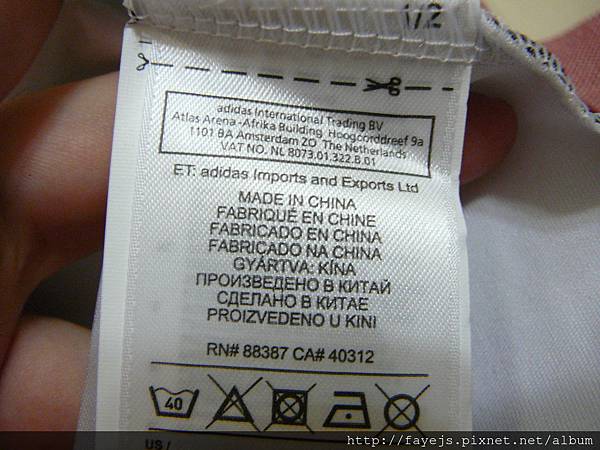 1/2
adidas International Trading BV
Atlas Arena -Afrika Building, Hoogoorddreef 9a
1101 BA Amsterdam ZO The Netherlands
VAT NO. NL 8073.01.322.B.01
ET: adidas Imports and Exports Ltd
MADE IN CHINA
FABRIQUÉ EN CHINE
FABRICADO EN CHINA
FABRICADO NA CHINA
GYÁRTVA: KÍNA
ПРОИЗВЕДЕНО В КИТАЙ
СДЕЛАНО В КИТАЕ
PROIZVEDENO U KINI
RN# 88387 CA# 40312
40
US /
http://fayejs.pixnet.net/album